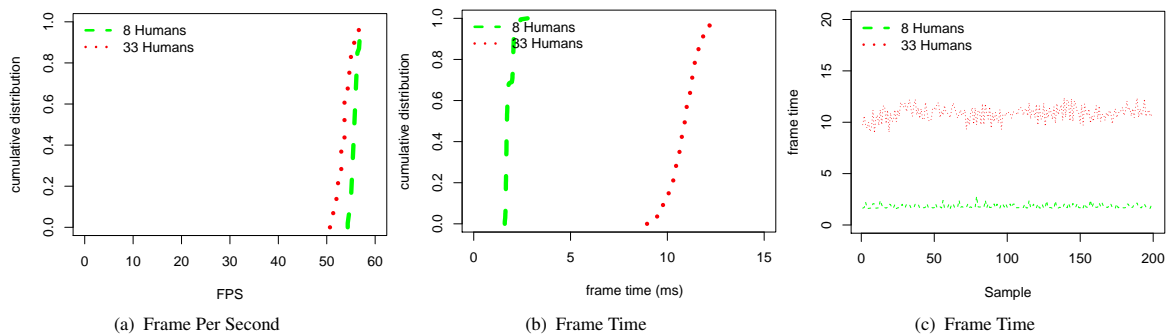 cumulative distribution
1.0
0.8
0.6
0.4
0.2
0.0
8 Humans
33 Humans
0 10 20 30 40 50 60
FPS
(a) Frame Per Second
cumulative distribution
1.0
0.8
0.6
0.4
0.2
0.0
8 Humans
33 Humans
0 5 10 15
frame time (ms)
(b) Frame Time
frame time
20
15
10
5
0
8 Humans
33 Humans
0 50 100 150 200
Sample
(c) Frame Time